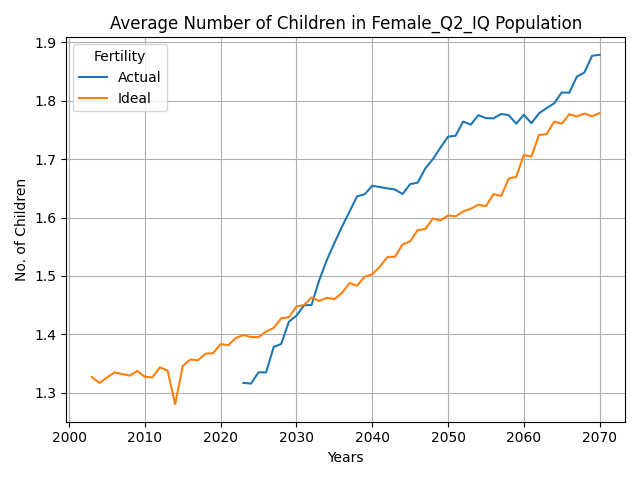 Average Number of Children in Female_Q2_IQ Population
Fertility
Actual
Ideal
No. of Children
1.9
1.8
1.7
1.6
1.5
1.4
1.3
2000 2010 2020 2030 2040 2050 2060 2070
Years